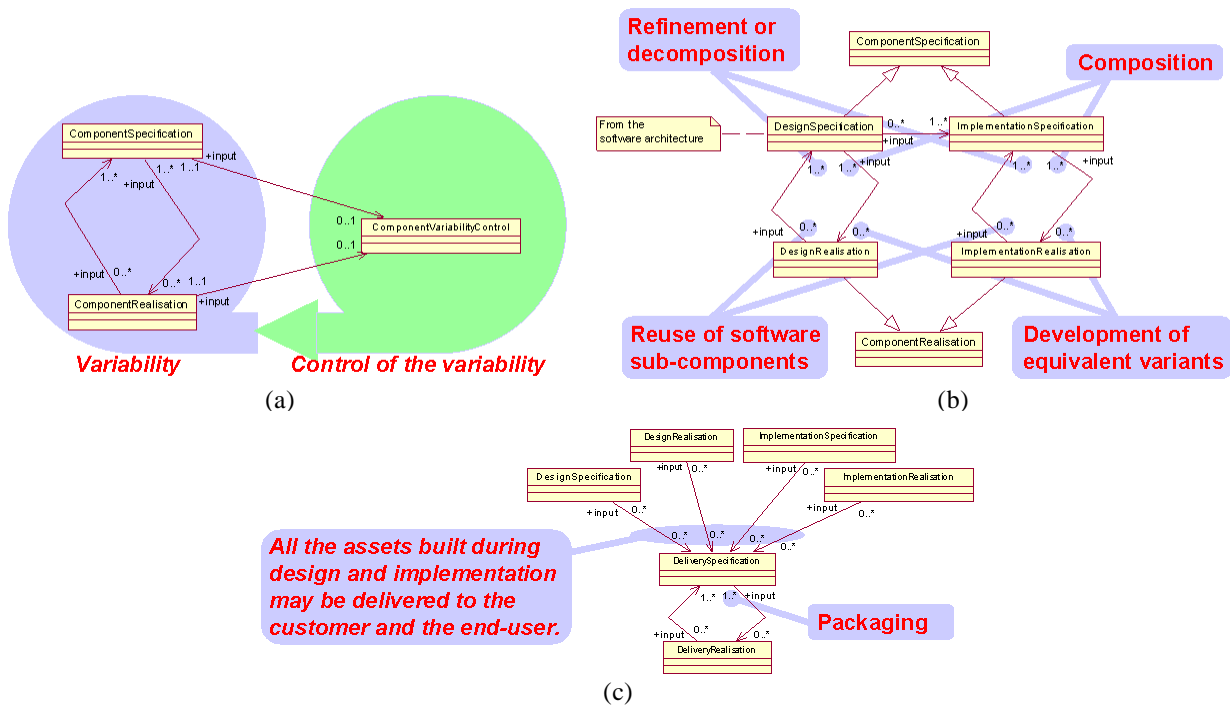 ComponentSpecification
+input
1..*
+input
1..*
1..1
0..1
ComponentVariabilityControl
0..1
+input
0..*
0..*
1..1
+input
ComponentRealisation
Variability
Control of the variability
(a)
Refinement or
decomposition
ComponentSpecification
Composition
From the
software architecture
DesignSpecification
0..*
+input
1..*
ImplementationSpecification
1..*
1..*
+input
1..*
1..*
+input
+input
0..*
0..*
+input
0..*
0..*
DesignRealisation
ImplementationRealisation
Reuse of software
sub-components
ComponentRealisation
Development of
equivalent variants
(b)
DesignRealisation
ImplementationSpecification
+input
0..*
+input
0..*
DesignSpecification
ImplementationRealisation
+input
0..*
+input
0..*
All the assets built during
design and implementation
may be delivered to the
customer and the end-user.
0..*
0..*
0..*
0..*
DeliverySpecification
1..*
1..*
+input
Packaging
+input
0..*
0..*
DeliveryRealisation
(c)